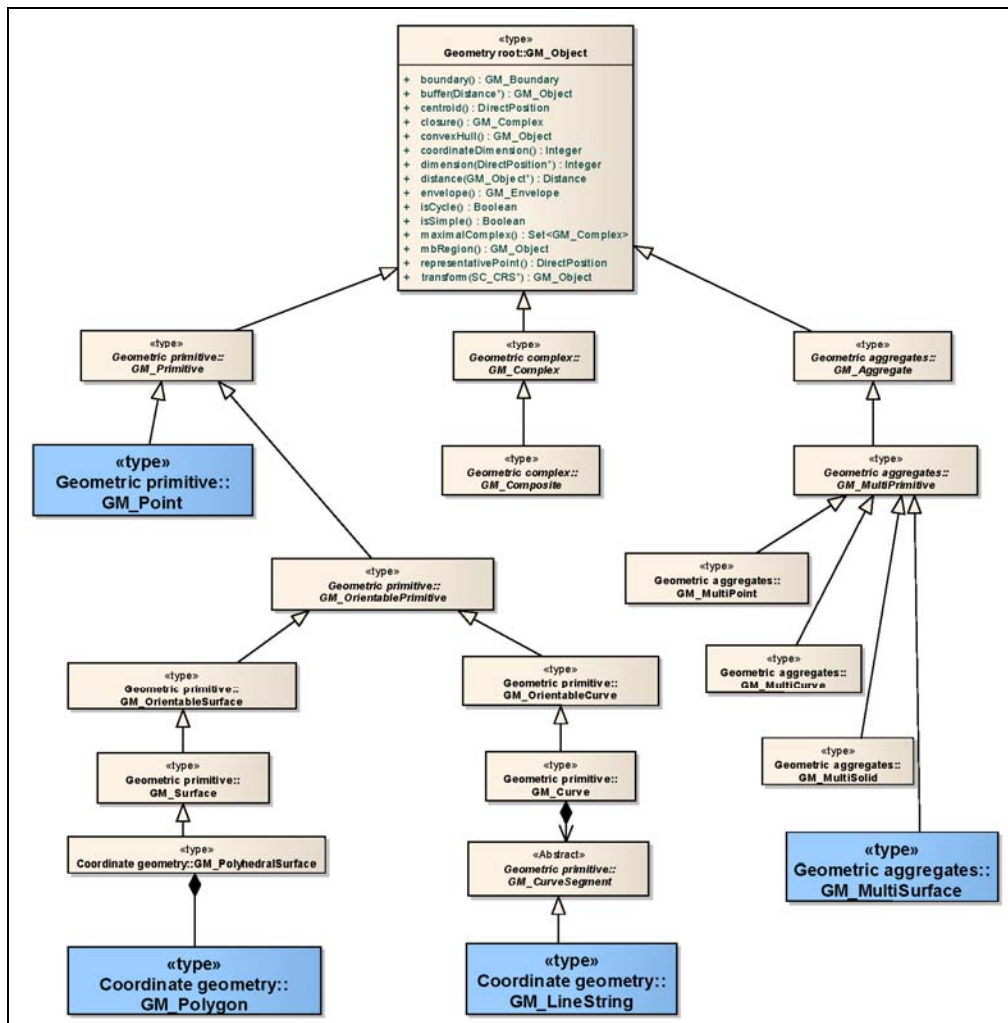 «type»
Geometry root::GM_Object
+ boundary() : GM_Boundary
+ buffer(Distance*) : GM_Object
+ centroid() : DirectPosition
+ closure() : GM_Complex
+ convexHull() : GM_Object
+ coordinateDimension() : Integer
+ dimension(DirectPosition*) : Integer
+ distance(GM_Object*) : Distance
+ envelope() : GM_Envelope
+ isCycle() : Boolean
+ isSimple() : Boolean
+ maximalComplex() : Set<GM_Complex>
+ mbRegion() : GM_Object
+ representativePoint() : DirectPosition
+ transform(SC_CRS*) : GM_Object
«type»
Geometric primitive::
GM_Primitive
«type»
Geometric complex::
GM_Complex
«type»
Geometric aggregates::
GM_Aggregate
«type»
Geometric primitive::
GM_Point
«type»
Geometric complex::
GM_Composite
«type»
Geometric aggregates::
GM_MultiPrimitive
«type»
Geometric primitive::
GM_OrientablePrimitive
«type»
Geometric aggregates::
GM_MultiPoint
«type»
Geometric primitive::
GM_OrientableSurface
«type»
Geometric primitive::
GM_OrientableCurve
«type»
Geometric aggregates::
GM_MultiCurve
«type»
Geometric primitive::
GM_Surface
«type»
Geometric primitive::
GM_Curve
«type»
Geometric aggregates::
GM_MultiSolid
«type»
Coordinate geometry::GM_PolyhedralSurface
«Abstract»
Geometric primitive::
GM_CurveSegment
«type»
Geometric aggregates::
GM_MultiSurface
«type»
Coordinate geometry::
GM_Polygon
«type»
Coordinate geometry::
GM_LineString